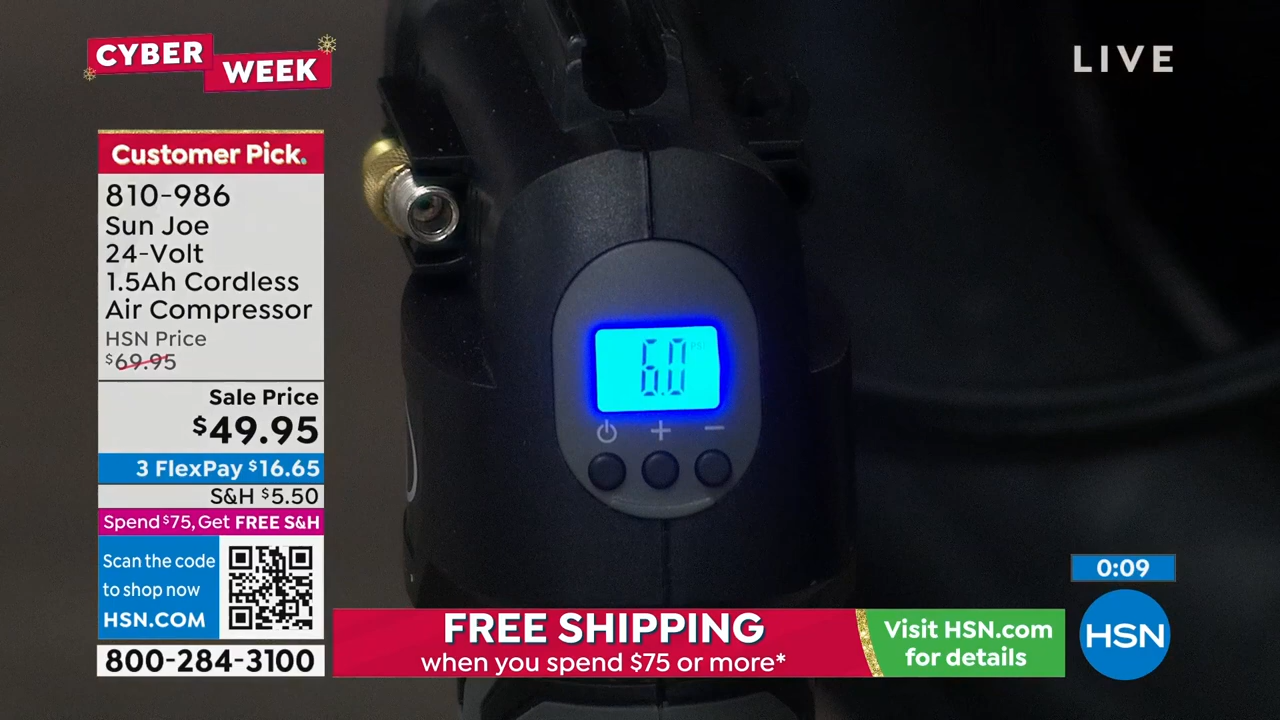 CYBER
WEEK
LIVE
Customer Pick.
810-986
Sun Joe
24-Volt
1.5Ah Cordless
Air Compressor
HSN Price
$69.95
Sale Price
$49.95
3 FlexPay $16.65
S&H $5.50
Spend $75, Get FREE S&H
Scan the code
to shop now
HSN.COM
800-284-3100
6.0 PSI
FREE SHIPPING
when you spend $75 or more*
Visit HSN.com
for details
0:09
HSN